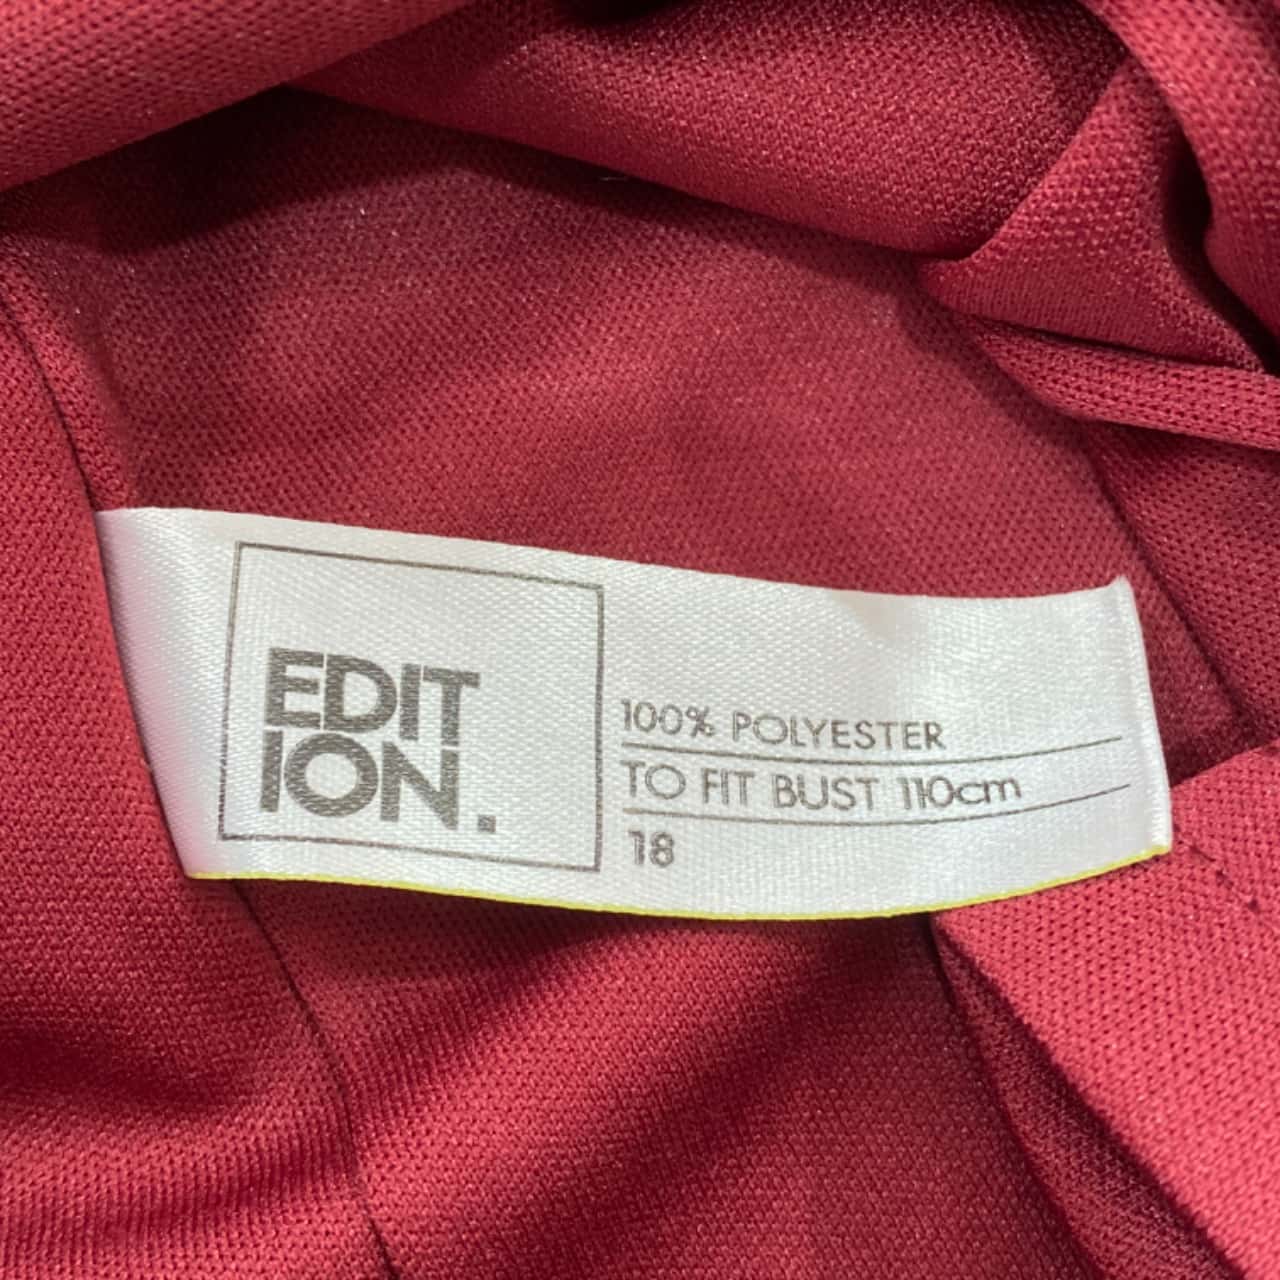 EDIT
ION.
100% POLYESTER
TO FIT BUST 110cm
18